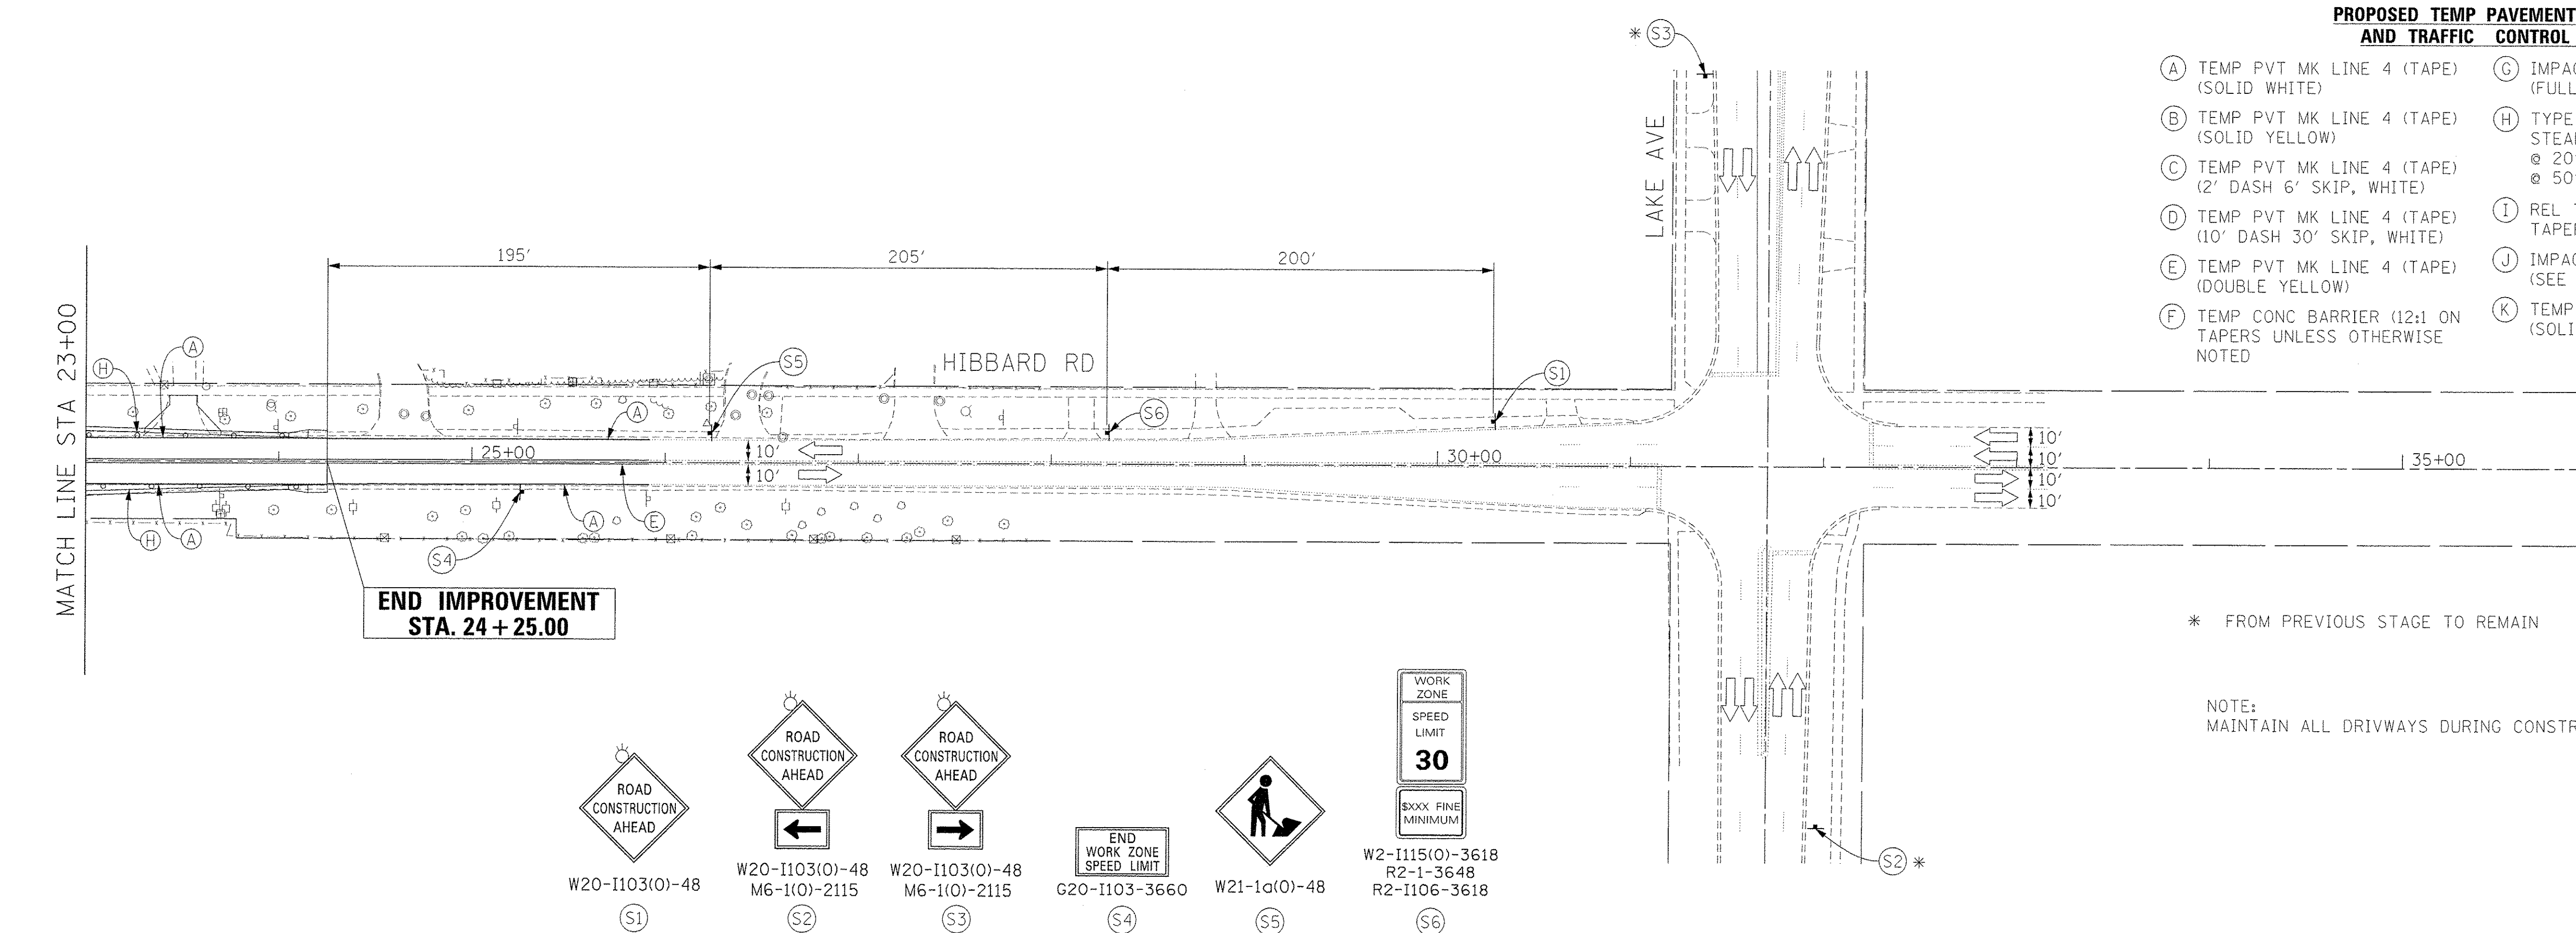 PROPOSED TEMP PAVEMENT
AND TRAFFIC CONTROL
A TEMP PVT MK LINE 4 (TAPE)
(SOLID WHITE)
B TEMP PVT MK LINE 4 (TAPE)
(SOLID YELLOW)
C TEMP PVT MK LINE 4 (TAPE)
(2' DASH 6' SKIP, WHITE)
D TEMP PVT MK LINE 4 (TAPE)
(10' DASH 30' SKIP, WHITE)
E TEMP PVT MK LINE 4 (TAPE)
(DOUBLE YELLOW)
F TEMP CONC BARRIER (12:1 ON
TAPERS UNLESS OTHERWISE
NOTED
G
(FULL
H TYPE
@ 20
@ 50
I REL
J
(SEE
K TEMP
* S3
LAKE AVE
195'
205'
200'
MATCH LINE STA 23+00
HIBBARD RD
H
A
S5
A
S6
S1
25+00
10'
10'
30+00
10'
10'
10'
10'
35+00
H
A
S4
A
E
END IMPROVEMENT
STA. 24+25.00
* FROM PREVIOUS STAGE TO REMAIN
NOTE:
MAINTAIN ALL DRIVWAYS DURING
S2 *
ROAD
CONSTRUCTION
AHEAD
W20-I103(O)-48
S1
ROAD
CONSTRUCTION
AHEAD
W20-I103(O)-48
M6-1(O)-2115
S2
ROAD
CONSTRUCTION
AHEAD
W20-I103(O)-48
M6-1(O)-2115
S3
END
WORK ZONE
SPEED LIMIT
G20-I103-3660
S4
W21-1a(O)-48
S5
WORK
ZONE
SPEED
LIMIT
30
$XXX FINE
MINIMUM
W2-I115(O)-3618
R2-1-3648
R2-I106-3618
S6